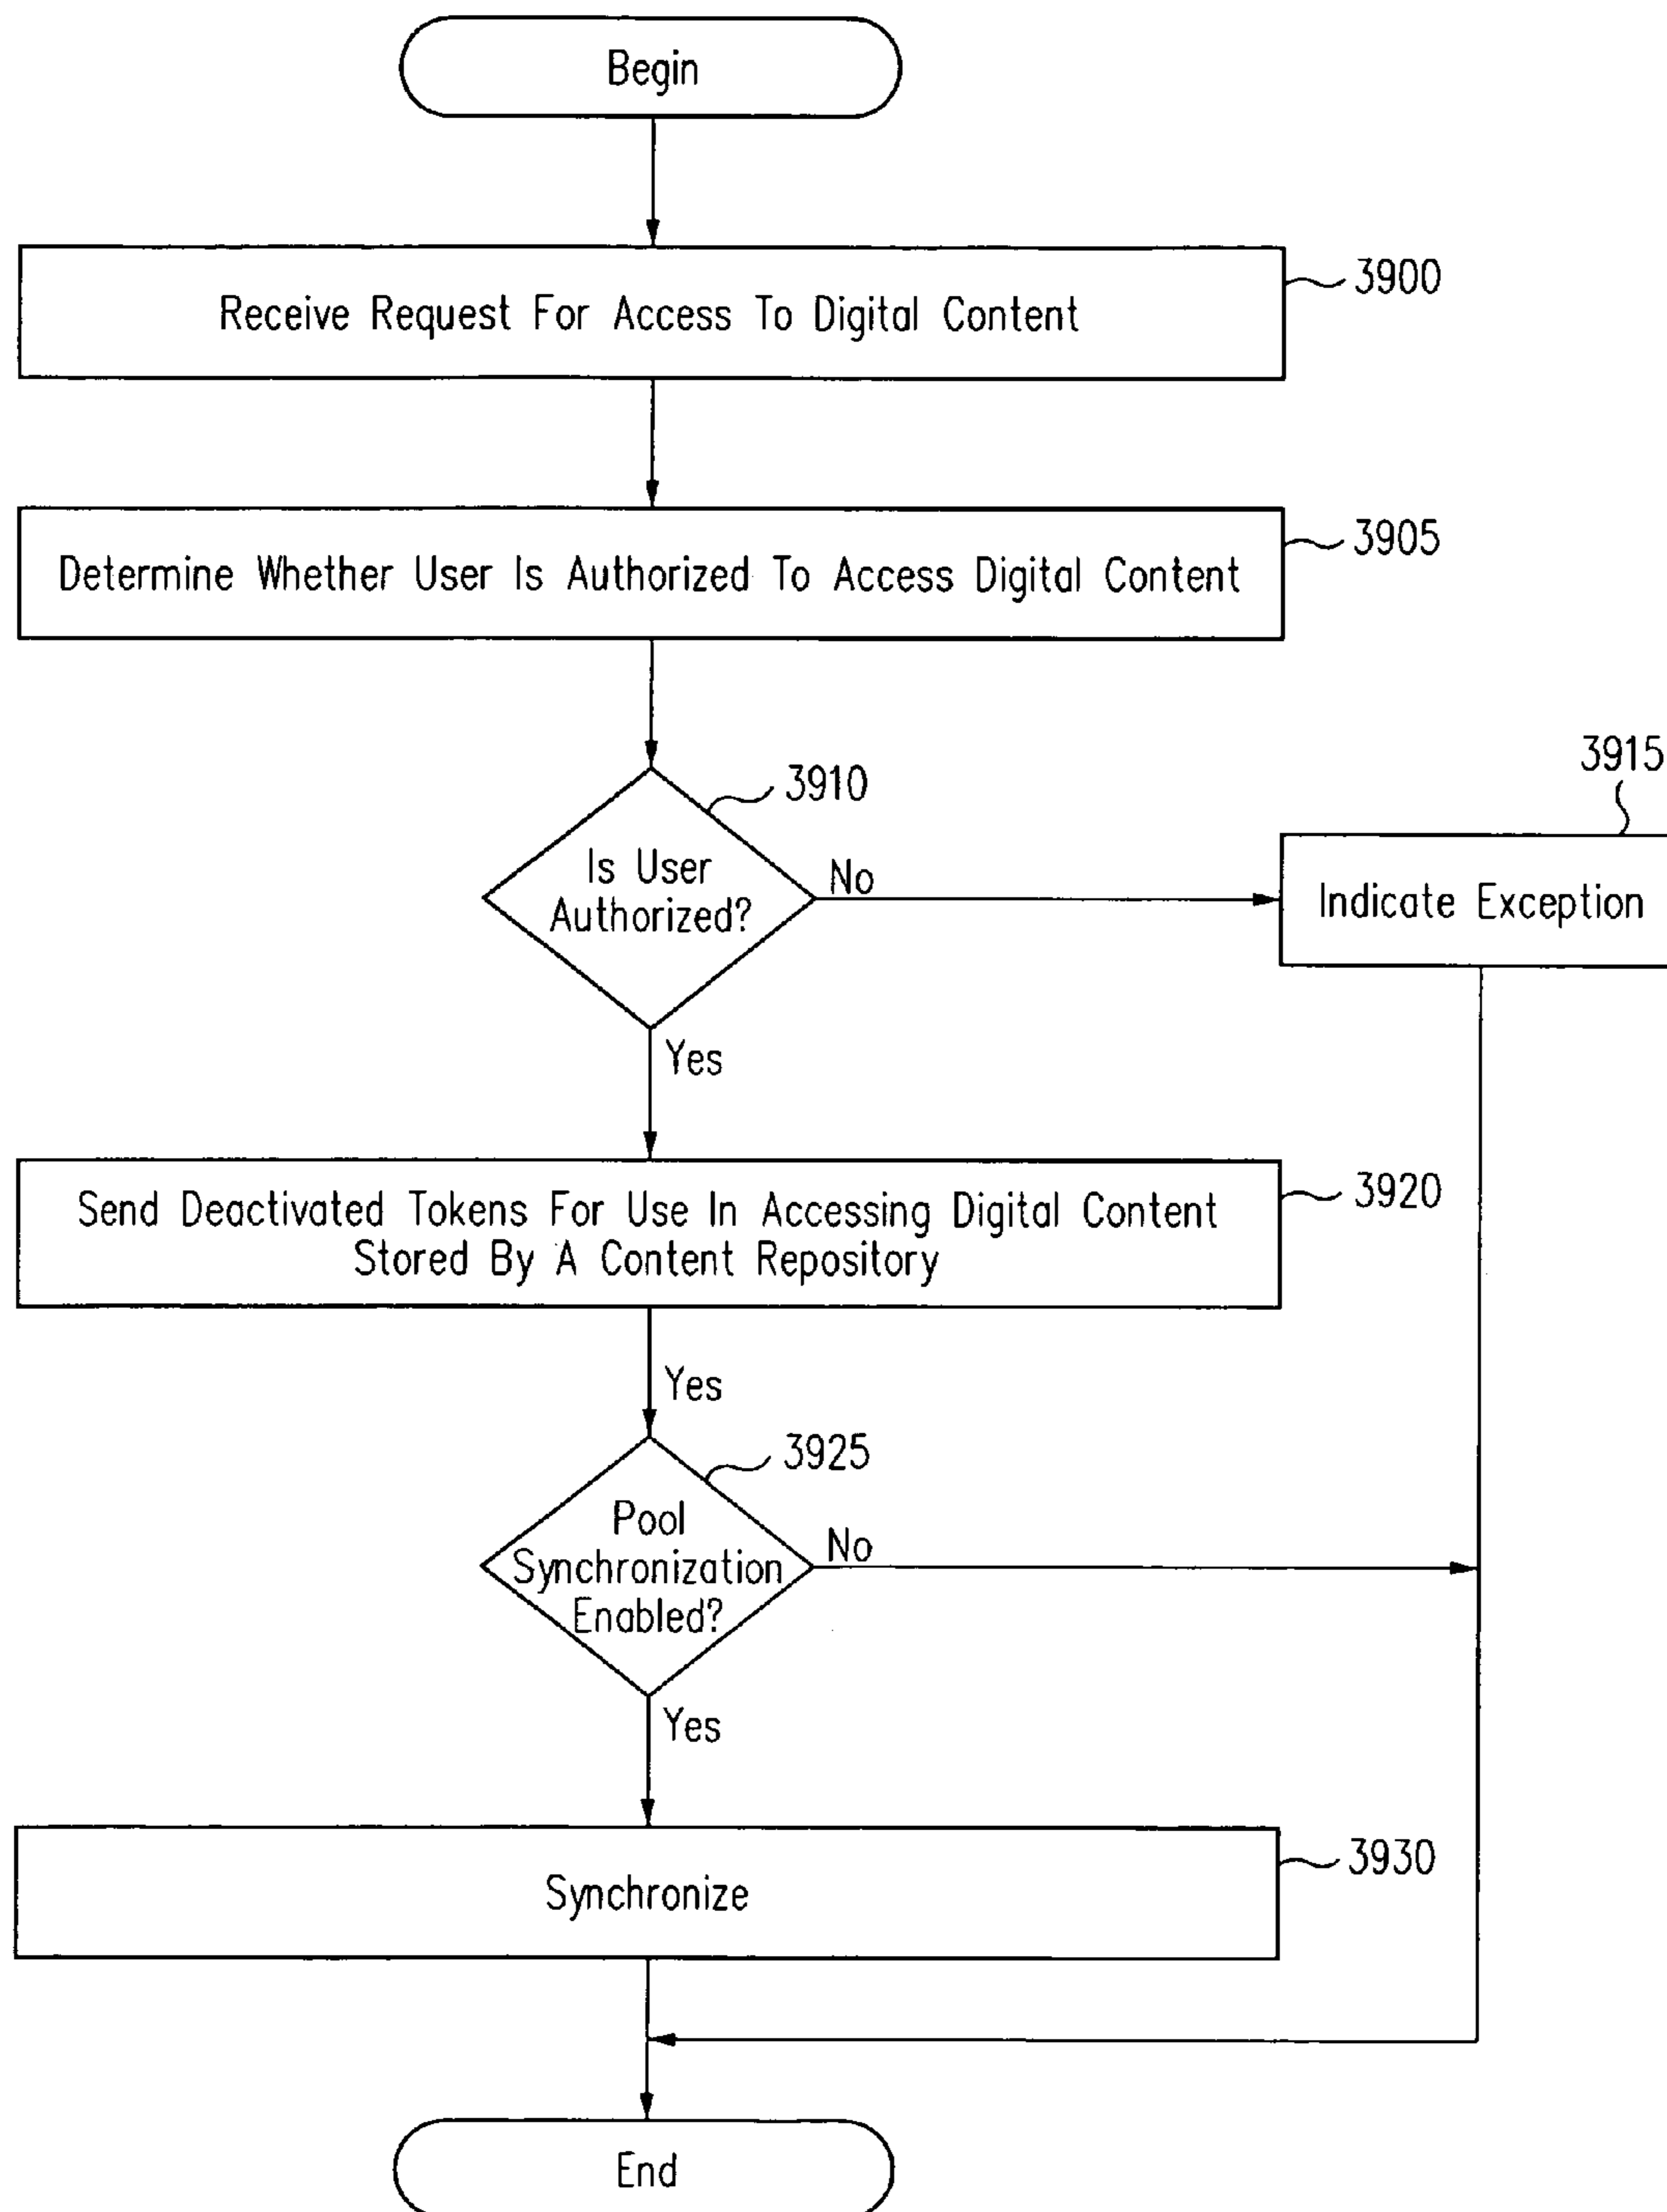 Begin
Receive Request For Access To Digital Content
3900
Determine Whether User Is Authorized To Access Digital Content
3905
3910
3915
Is User
Authorized?
No
Indicate Exception
Yes
Send Deactivated Tokens For Use In Accessing Digital Content
Stored By A Content Repository
3920
Yes
3925
Pool
Synchronization
Enabled?
No
Yes
Synchronize
3930
End